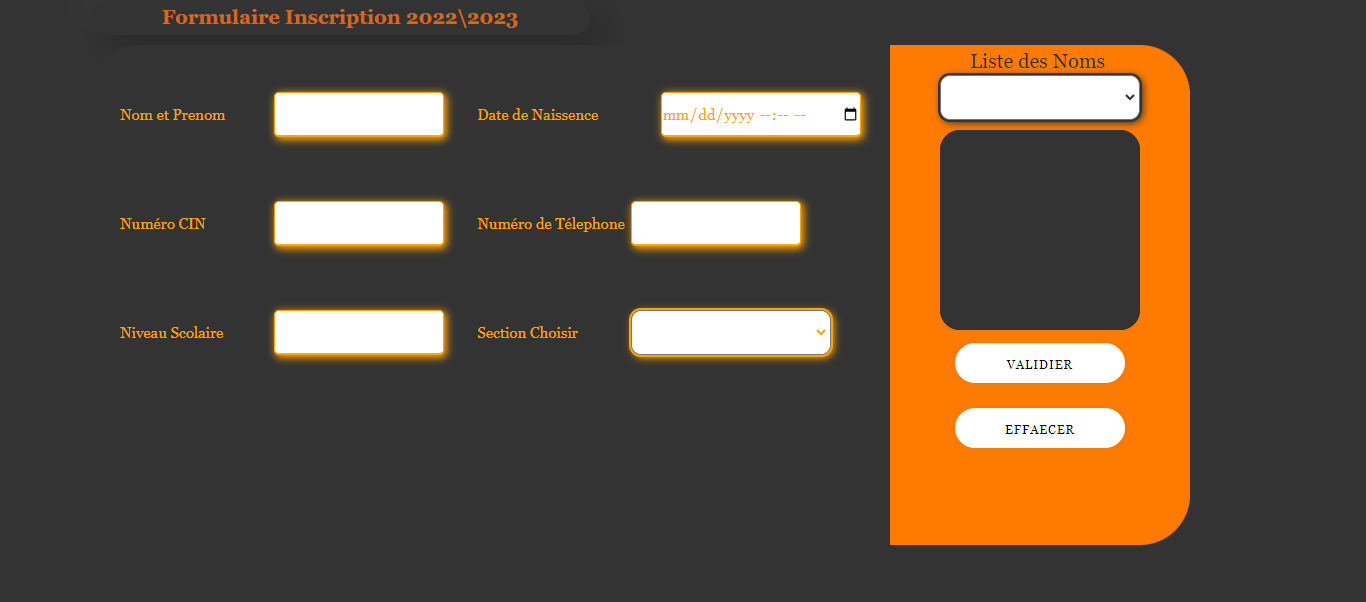 Formulaire Inscription 2022\2023
Liste des Noms
Nom et Prenom
Date de Naissence
mm/dd/yyyy --:-- --
Numéro CIN
Numéro de Télephone
Niveau Scolaire
Section Choisir
VALIDIER
EFFAECER